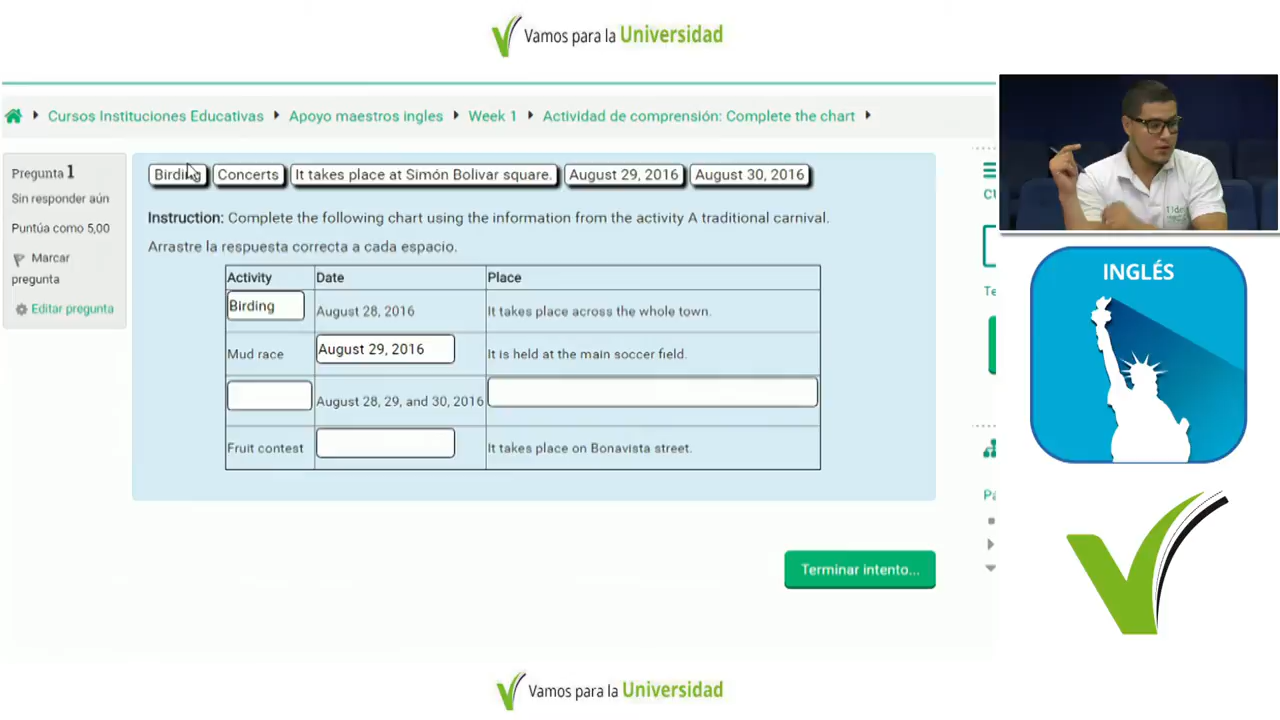 Vamos para la Universidad
Cursos Instituciones Educativas Apoyo maestros ingles Week 1 Actividad de comprensión: Complete the chart
Pregunta 1
Sin responder aún
Puntúa como 5,00
Marcar
pregunta
Editar pregunta
Birding Concerts It takes place at Simón Bolivar square. August 29, 2016 August 30, 2016
Instruction: Complete the following chart using the information from the activity A traditional carnival.
Arrastre la respuesta correcta a cada espacio.
Activity Date Place
Birding August 28, 2016 It takes place across the whole town.
Mud race August 29, 2016 It is held at the main soccer field.
August 28, 29, and 30, 2016
Fruit contest It takes place on Bonavista street.
Terminar intento...
INGLÉS
Vamos para la Universidad